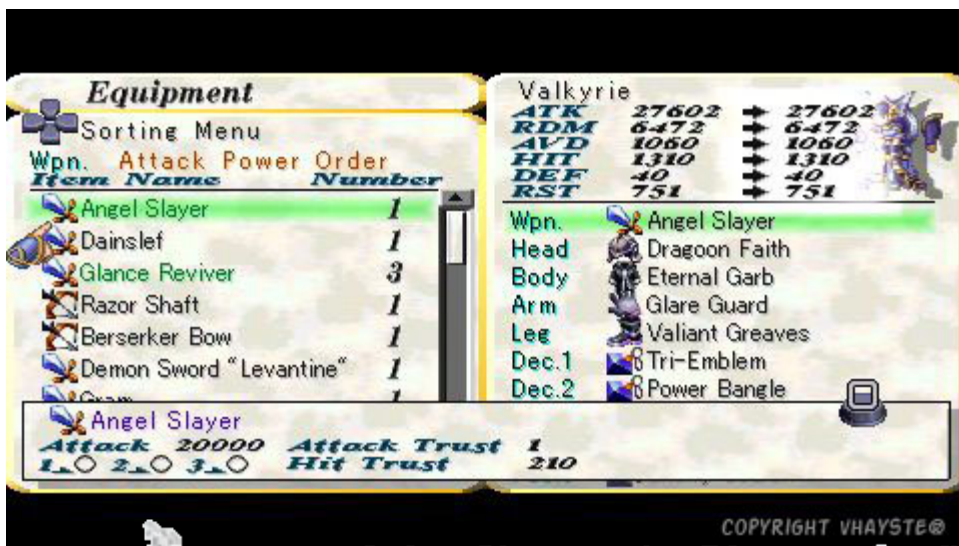 Equipment
Sorting Menu
Wpn. Attack Power Order
Item Name Number
Angel Slayer 1
Dainslef 1
Glance Reviver 3
Razor Shaft 1
Berserker Bow 1
Demon Sword "Levantine" 1
Gram 1
Valkyrie
ATK 27602 27602
RDM 6472 6472
AVD 1060 1060
HIT 1310 1310
DEF 40 40
RST 751 751
Wpn. Angel Slayer
Head Dragoon Faith
Body Eternal Garb
Arm Glare Guard
Leg Valiant Greaves
Dec.1 Tri-Emblem
Dec.2 Power Bangle
Angel Slayer
Attack 20000 Attack Trust 1
1 2 3 Hit Trust 210
COPYRIGHT VHAYSTE®